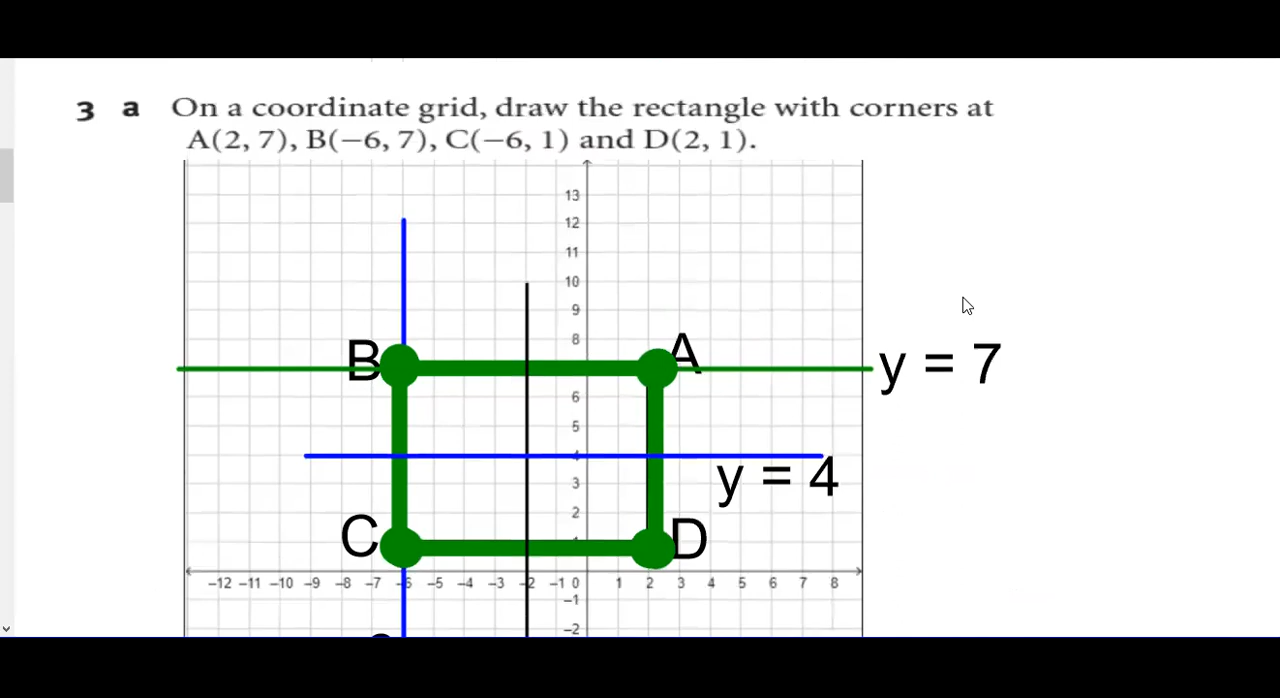 3 a On a coordinate grid, draw the rectangle with corners at
A(2, 7), B(−6, 7), C(−6, 1) and D(2, 1).
13
12
11
10
9
8
B A y = 7
6
5
4
y = 4
3
2
C D
1
−12 −11 −10 −9 −8 −7 −6 −5 −4 −3 −2 −1 0 1 2 3 4 5 6 7 8
−1
−2